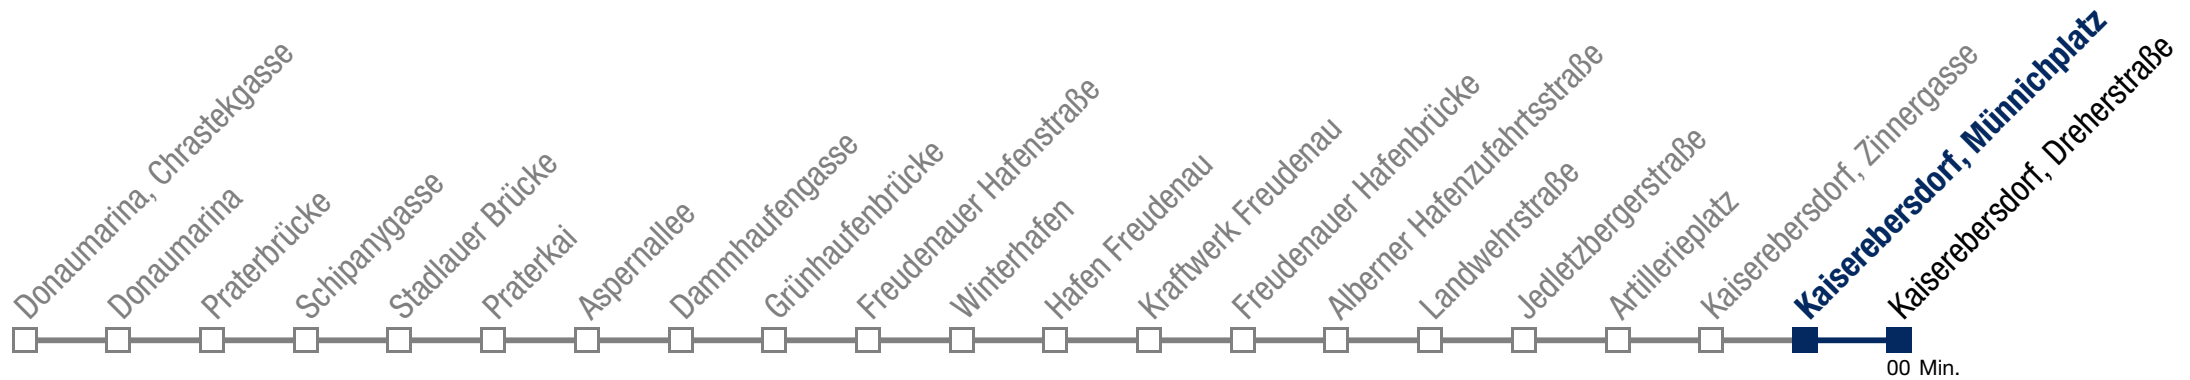 Donaumarina, Chrastekgasse
Donaumarina
Praterbrücke
Schipanygasse
Stadlauer Brücke
Praterkai
Aspernallee
Dammhaufengasse
Grünhaufenbrücke
Freudenauer Hafenstraße
Winterhafen
Hafen Freudenau
Kraftwerk Freudenau
Freudenauer Hafenbrücke
Alberner Hafenzufahrtsstraße
Landwehrstraße
Jedletzbergerstraße
Artillerieplatz
Kaiserebersdorf, Zinnergasse
Kaiserebersdorf, Münnichplatz
Kaiserebersdorf, Dreherstraße
00 Min.